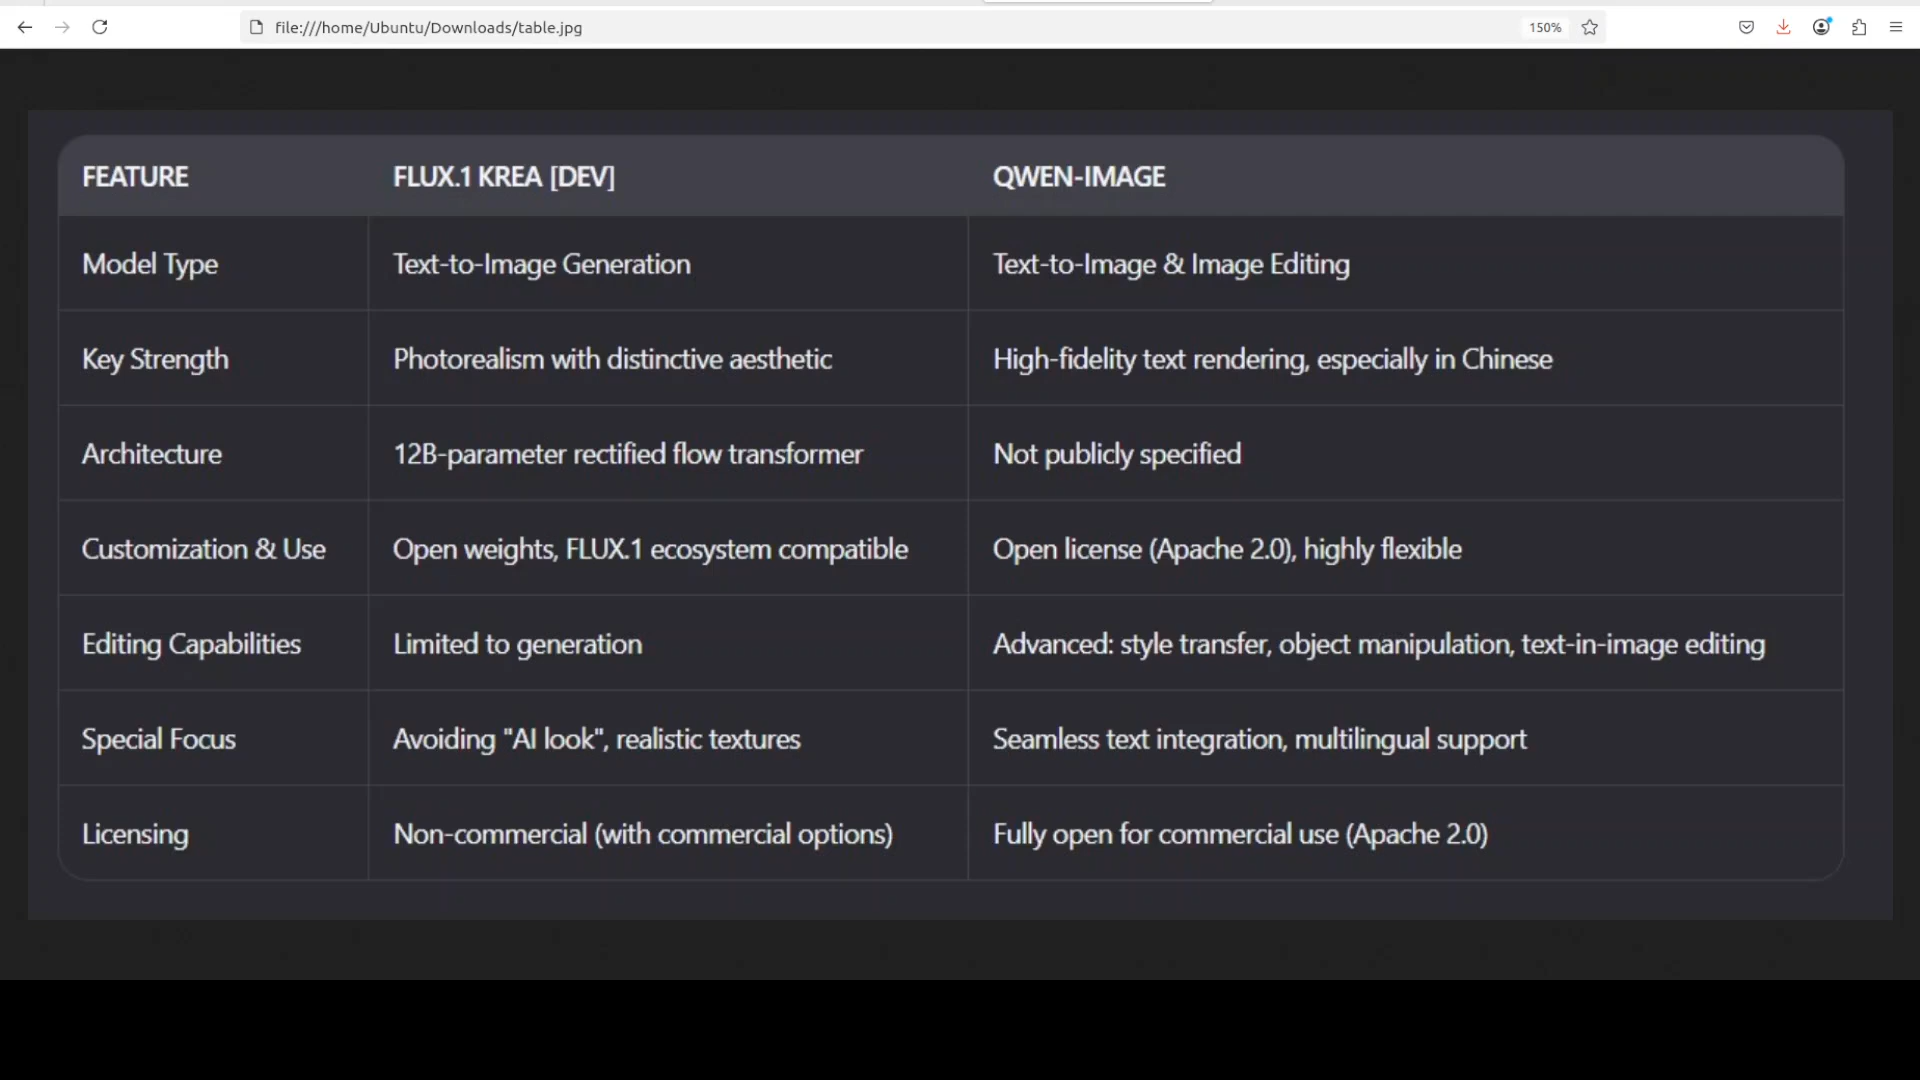 file:///home/Ubuntu/Downloads/table.jpg 150%
FEATURE FLUX.1 KREA [DEV] QWEN-IMAGE
Model Type Text-to-Image Generation Text-to-Image & Image Editing
Key Strength Photorealism with distinctive aesthetic High-fidelity text rendering, especially in Chinese
Architecture 12B-parameter rectified flow transformer Not publicly specified
Customization & Use Open weights, FLUX.1 ecosystem compatible Open license (Apache 2.0), highly flexible
Editing Capabilities Limited to generation Advanced: style transfer, object manipulation, text-in-image editing
Special Focus Avoiding "AI look", realistic textures Seamless text integration, multilingual support
Licensing Non-commercial (with commercial options) Fully open for commercial use (Apache 2.0)